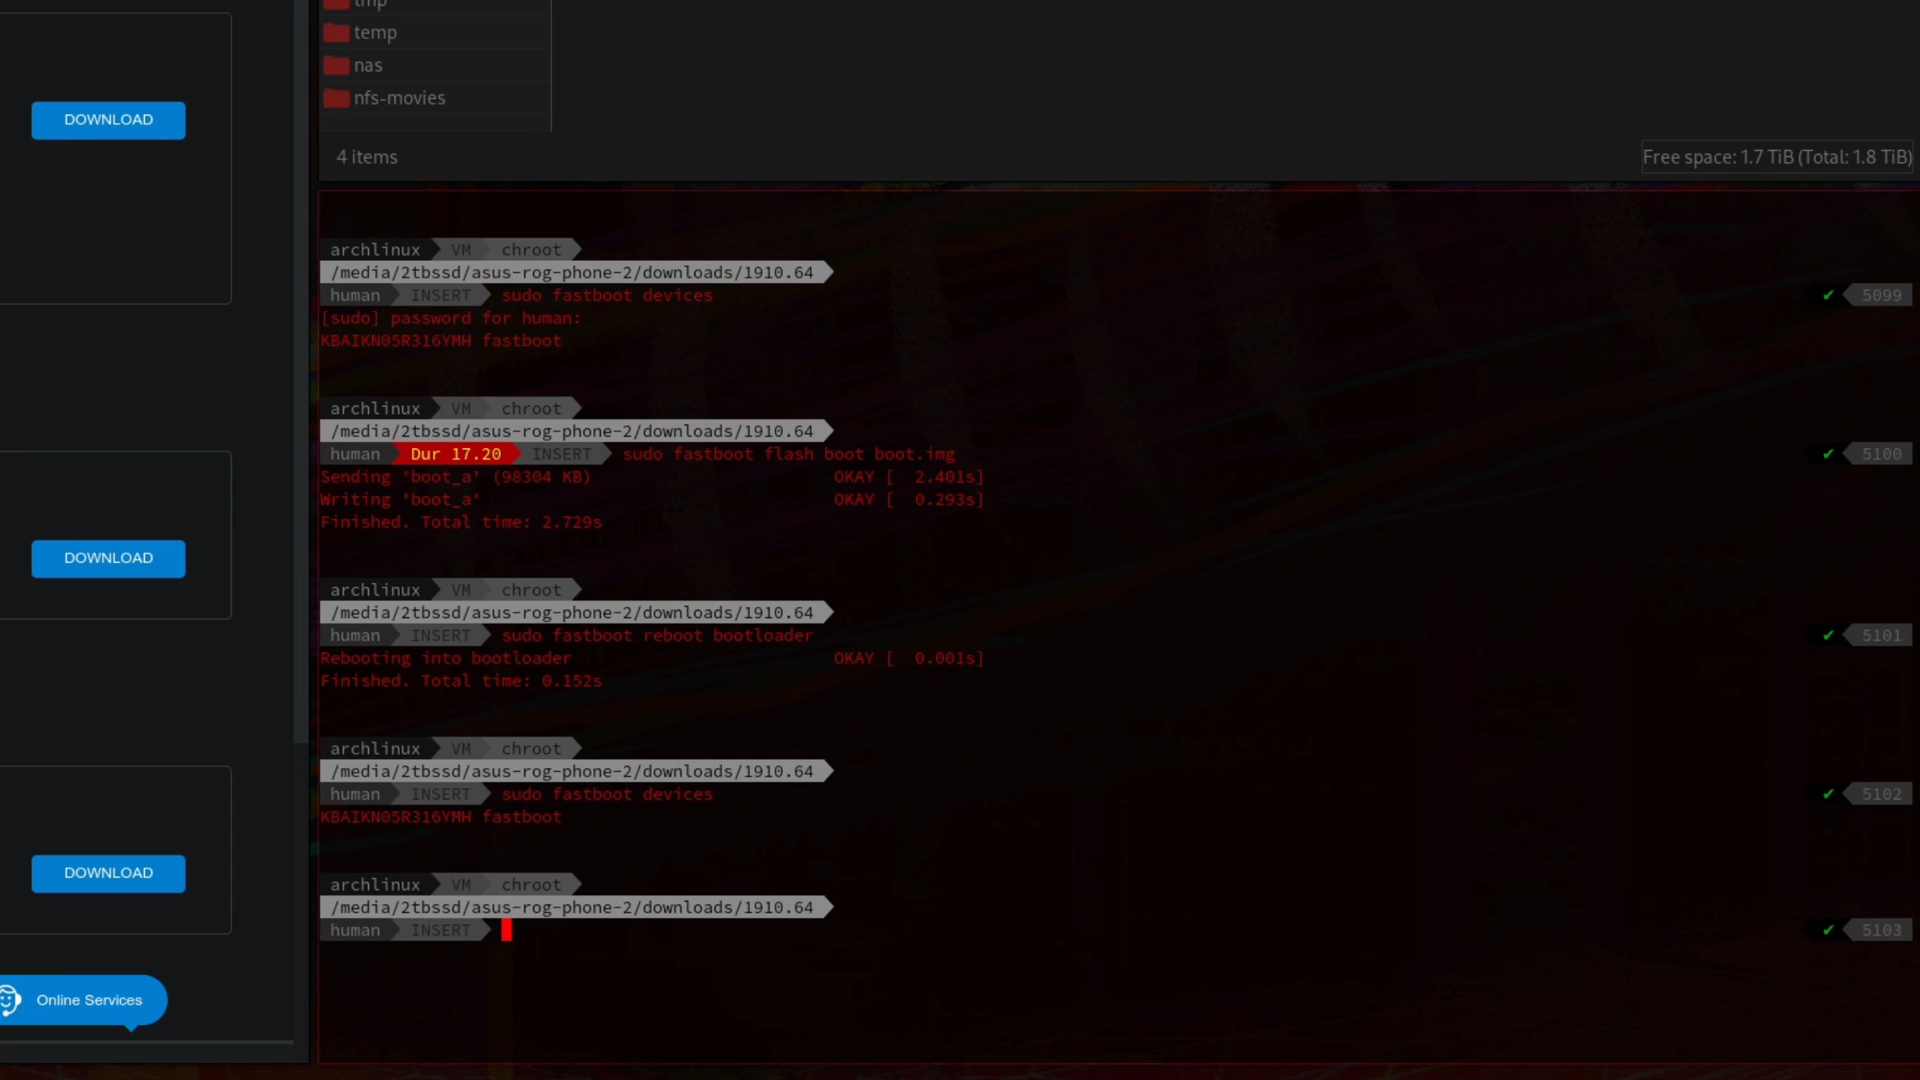 tmp
temp
nas
nfs-movies
4 items
Free space: 1.7 TiB (Total: 1.8 TiB)
DOWNLOAD
DOWNLOAD
DOWNLOAD
Online Services
archlinux VM chroot
/media/2tbssd/asus-rog-phone-2/downloads/1910.64
human INSERT sudo fastboot devices ✔ 5099
[sudo] password for human:
KBAIKN05R316YMH fastboot
archlinux VM chroot
/media/2tbssd/asus-rog-phone-2/downloads/1910.64
human Dur 17.20 INSERT sudo fastboot flash boot boot.img ✔ 5100
Sending 'boot_a' (98304 KB) OKAY [ 2.401s]
Writing 'boot_a' OKAY [ 0.293s]
Finished. Total time: 2.729s
archlinux VM chroot
/media/2tbssd/asus-rog-phone-2/downloads/1910.64
human INSERT sudo fastboot reboot bootloader ✔ 5101
Rebooting into bootloader OKAY [ 0.001s]
Finished. Total time: 0.152s
archlinux VM chroot
/media/2tbssd/asus-rog-phone-2/downloads/1910.64
human INSERT sudo fastboot devices ✔ 5102
KBAIKN05R316YMH fastboot
archlinux VM chroot
/media/2tbssd/asus-rog-phone-2/downloads/1910.64
human INSERT ✔ 5103